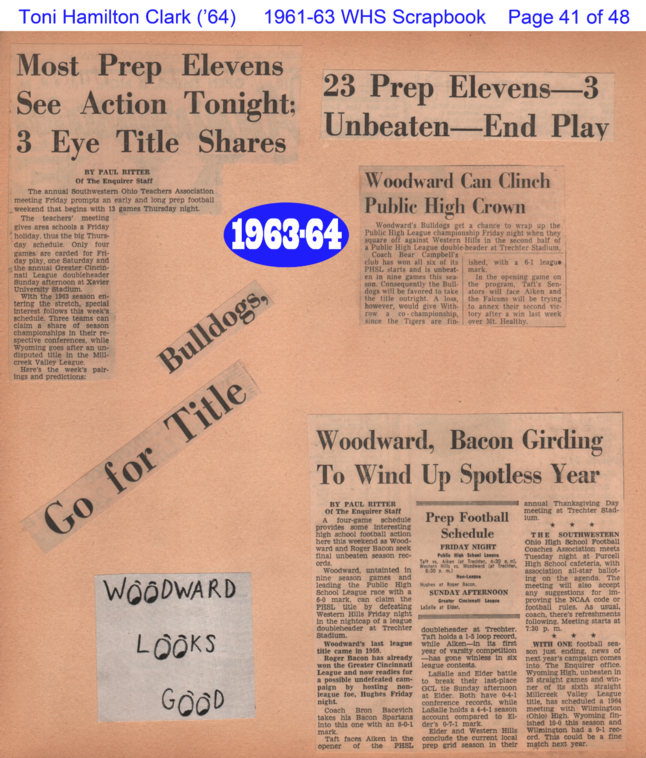 Toni Hamilton Clark ('64) 1961-63 WHS Scrapbook Page 41 of 48
Most Prep Elevens
See Action Tonight;
3 Eye Title Shares
BY PAUL RITTER
Of The Enquirer Staff
The annual Southwestern Ohio Teachers Association
meeting Friday prompts an early and long prep football
weekend that begins with 13 games Thursday night.
The teachers' meeting
gives area schools a Friday
holiday, thus the big Thurs-
day schedule. Only four
games are carded for Fri-
day play, one Saturday and
the annual Greater Cincin-
nati League doubleheader
Sunday afternoon at Xavier
University Stadium.
With the 1963 season en-
tering the stretch, special
interest follows this week's
schedule. Three teams can
claim a share of season
championships in their re-
spective conferences, while
Wyoming goes after an un-
disputed title in the Mill-
creek Valley League.
Here's the week's pair-
ings and predictions:
23 Prep Elevens—3
Unbeaten—End Play
Woodward Can Clinch
Public High Crown
Woodward's Bulldogs get a chance to wrap up the
Public High League championship Friday night when they
square off against Western Hills in the second half of
a Public High League double-header at Trechter Stadium.
Coach Bear Campbell's
club has won all six of its
PHSL starts and is unbeat-
en in nine games this sea-
son. Consequently the Bull-
dogs will be favored to take
the title outright. A loss,
however, would give With-
row a co-championship,
since the Tigers are fin-
ished, with a 6-1 league
mark.
In the opening game on
the program, Taft's Sen-
ators will face Aiken and
the Falcons will be trying
to annex their second vic-
tory after a win last week
over Mt. Healthy.
1963-64
Bulldogs,
Go for Title
Woodward, Bacon Girding
To Wind Up Spotless Year
BY PAUL RITTER
Of The Enquirer Staff
A four-game schedule
provides some interesting
high school football action
here this weekend as Wood-
ward and Roger Bacon seek
final unbeaten season rec-
ords.
Woodward, untainted in
nine season games and
leading the Public High
School League race with a
6-0 mark, can claim the
PHSL title by defeating
Western Hills Friday night
in the nightcap of a league
doubleheader at Trechter
Stadium.
Woodward's last league
title came in 1959.
Roger Bacon has already
won the Greater Cincinnati
League and now readies for
a possible undefeated cam-
paign by hosting non-
league foe, Hughes Friday
night.
Coach Bron Bacevich
takes his Bacon Spartans
into this one with an 8-0-1
mark.
Taft faces Aiken in the
opener of the PHSL
Prep Football
Schedule
FRIDAY NIGHT
Public High School League
Taft vs. Aiken (at Trechter, 6:30 p. m.)
Western Hills vs. Woodward (at Trechter,
8:30 p. m.)
Non-League
Hughes at Roger Bacon.
SUNDAY AFTERNOON
Greater Cincinnati League
LaSalle at Elder.
doubleheader at Trechter.
Taft holds a 1-5 loop record,
while Aiken—in its first
year of varsity competition
—has gone winless in six
league contests.
LaSalle and Elder battle
to break their last-place
GCL tie Sunday afternoon
at Elder. Both have 0-4-1
conference records, while
LaSalle holds a 4-4-1 season
account compared to El-
der's 0-7-1 mark.
Elder and Western Hills
conclude the current local
prep grid season in their
annual Thanksgiving Day
meeting at Trechter Stad-
ium.
* * *
THE SOUTHWESTERN
Ohio High School Football
Coaches Association meets
Tuesday night at Purcell
High School cafeteria, with
association all-star ballot-
ing on the agenda. The
meeting will also accept
any suggestions for im-
proving the NCAA code or
football rules. As usual,
coach, there's refreshments
following. Meeting starts at
7:30 p. m.
* * *
WITH ONE football sea-
son just ending, news of
next year's campaign comes
into The Enquirer office.
Wyoming High, unbeaten in
28 straight games and win-
ner of its sixth straight
Millcreek Valley League
title, has scheduled a 1964
meeting with Wilmington
(Ohio) High. Wyoming fin-
ished 10-0 this season and
Wilmington had a 9-1 rec-
ord. This could be a fine
match next year.
WOODWARD
LOOKS
GOOD